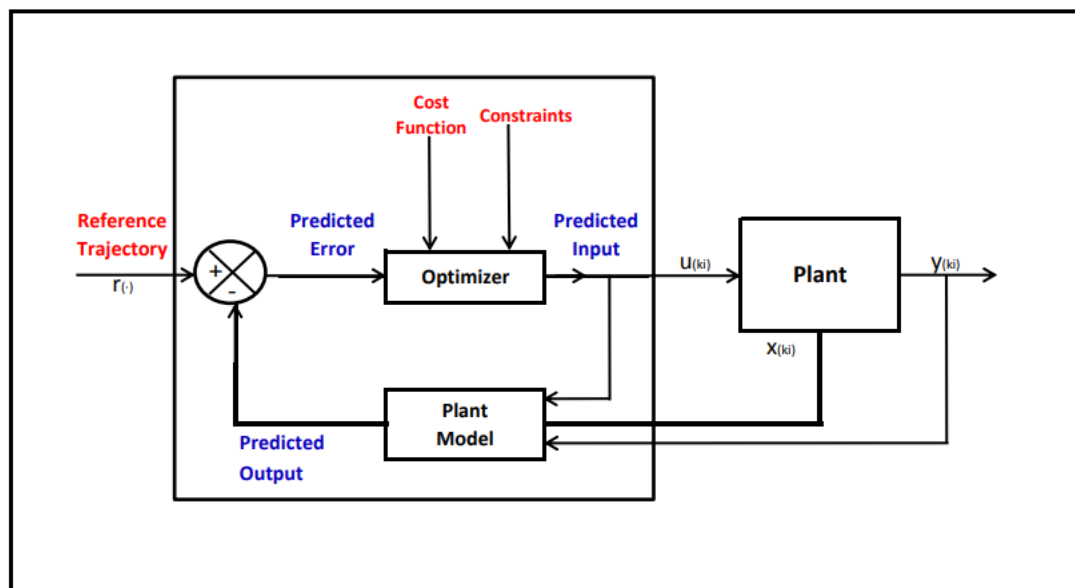 Cost
Function
Constraints
Reference
Trajectory
r(·)
+
-
Predicted
Error
Optimizer
Predicted
Input
u(ki)
Plant
y(ki)
x(ki)
Plant
Model
Predicted
Output